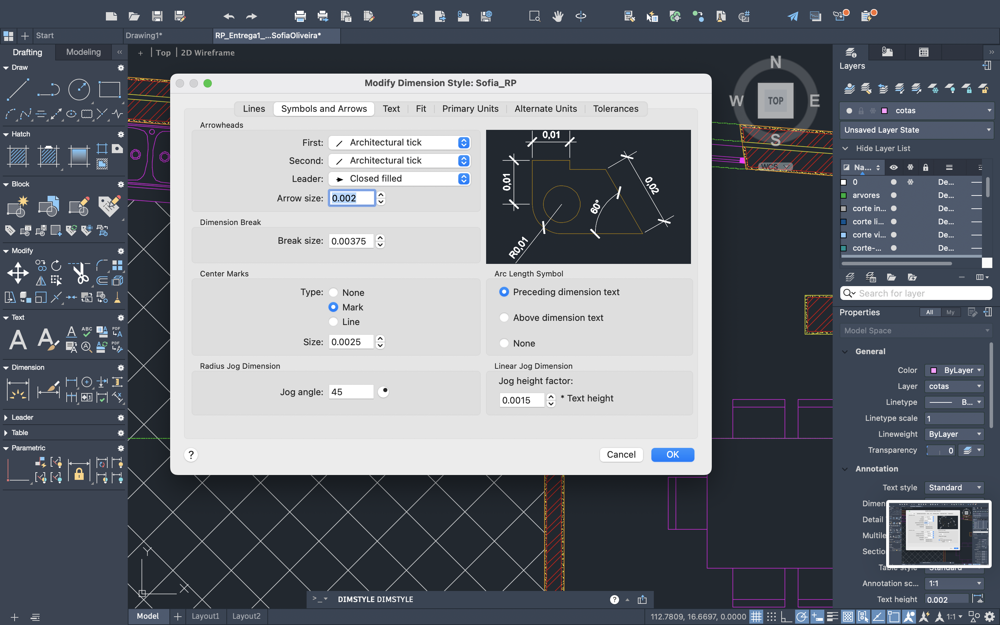 Start
Drawing1*
RP_Entrega1_...SofiaOliveira*
Drafting
Modeling
+ | Top | 2D Wireframe
Draw
Hatch
Block
Modify
Text
A
ABC
PDF
A
PDF
Dimension
Leader
Table
Parametric
Modify Dimension Style: Sofia_RP
Lines
Symbols and Arrows
Text
Fit
Primary Units
Alternate Units
Tolerances
Arrowheads
First: Architectural tick
Second: Architectural tick
Leader: Closed filled
Arrow size: 0.002
Dimension Break
Break size: 0.00375
Center Marks
Type: None
Mark
Line
Size: 0.0025
Radius Jog Dimension
Jog angle: 45
0,01
0,01
0,02
60°
R0,01
Arc Length Symbol
Preceding dimension text
Above dimension text
None
Linear Jog Dimension
Jog height factor:
0.0015 * Text height
?
Cancel
OK
N
W TOP E
S
WCS
Layers
cotas
Unsaved Layer State
Hide Layer List
Na...
0 De...
arvores De...
corte in... De...
corte li... De...
corte vi... De...
corte-... De...
Search for layer
Properties
All
My
Model Space
General
Color ByLayer
Layer cotas
Linetype B...
Linetype scale 1
Lineweight ByLayer
Transparency 0
Annotation
Text style Standard
Dimen
Detail
Multile
Sectio
Table style Standard
Annotation sc... 1:1
Text height 0.002
Y
X
>_ DIMSTYLE DIMSTYLE
?
Model
Layout1
Layout2
112.7809, 16.6697, 0.0000
1:1